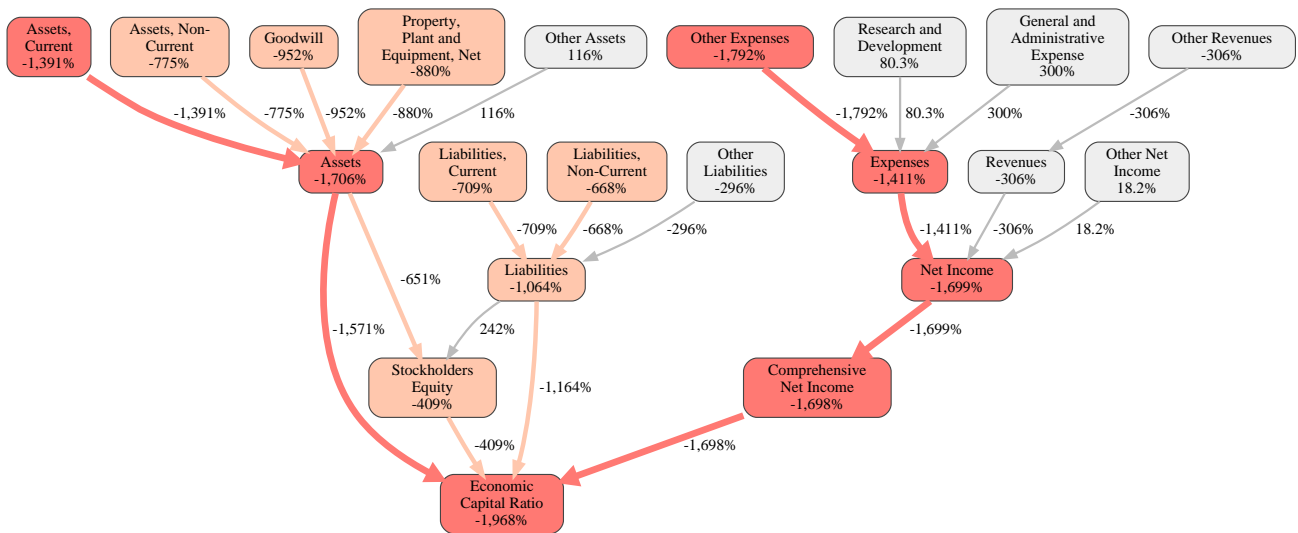 Assets,
Current
-1,391%
Assets, Non-
Current
-775%
Goodwill
-952%
Property,
Plant and
Equipment, Net
-880%
Other Assets
116%
Other Expenses
-1,792%
Research and
Development
80.3%
General and
Administrative
Expense
300%
Other Revenues
-306%
-1,391%
-775%
-952%
-880%
116%
-1,792%
80.3%
300%
-306%
Assets
-1,706%
Liabilities,
Current
-709%
Liabilities,
Non-Current
-668%
Other
Liabilities
-296%
Expenses
-1,411%
Revenues
-306%
Other Net
Income
18.2%
-709%
-668%
-296%
-1,411%
-306%
18.2%
-651%
Liabilities
-1,064%
Net Income
-1,699%
-1,571%
242%
-1,699%
Stockholders
Equity
-409%
-1,164%
Comprehensive
Net Income
-1,698%
-409%
-1,698%
Economic
Capital Ratio
-1,968%